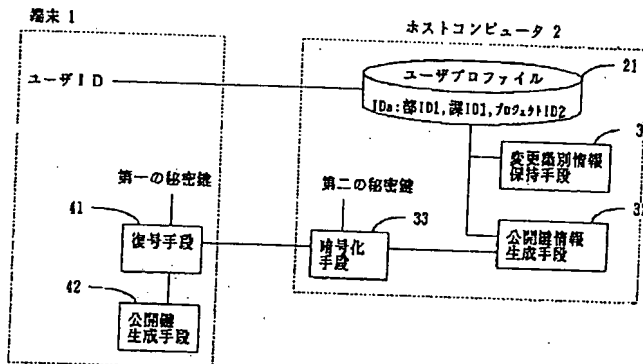 端末 1
ホストコンピュータ 2
ユーザID
ユーザプロファイル
21
IDa:部ID1,課ID1,プロジェクトID2
変更識別情報
保持手段
第一の秘密鍵
第二の秘密鍵
41
復号手段
33
暗号化
手段
公開鍵情報
生成手段
42
公開鍵
生成手段